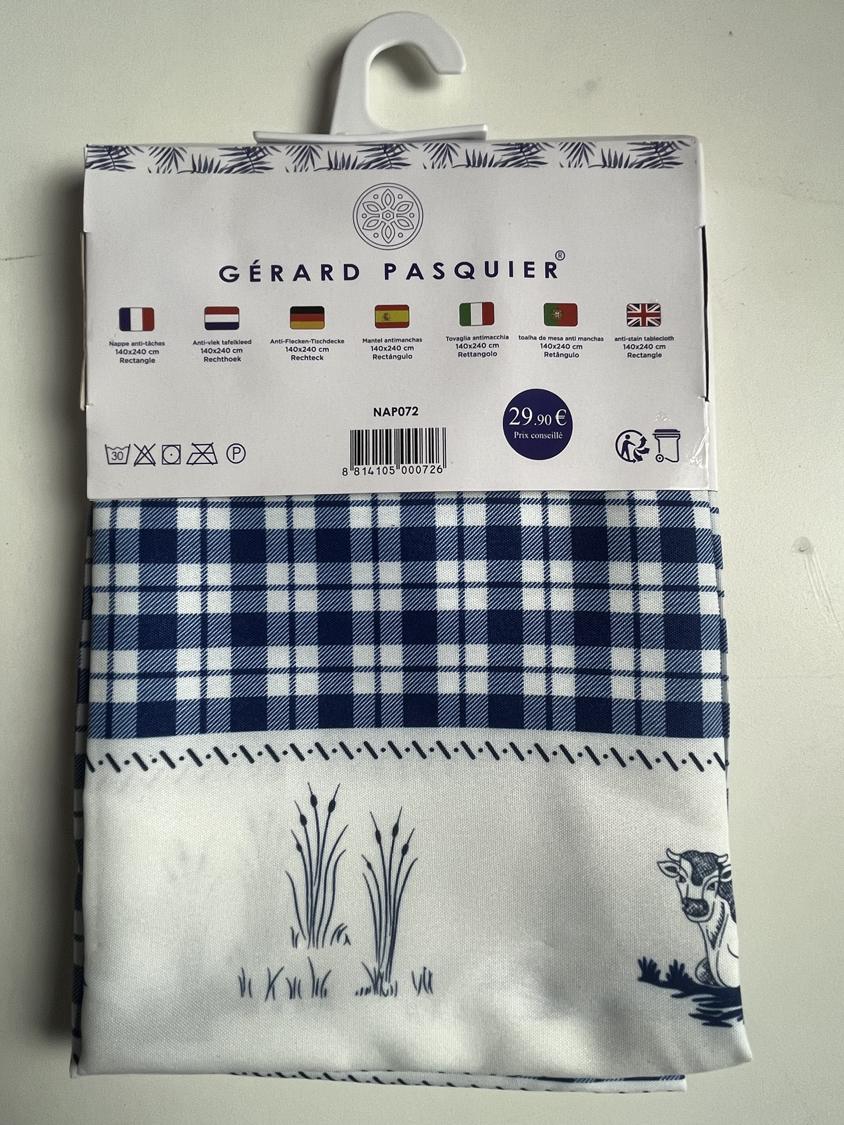 GÉRARD PASQUIER®
Nappe anti-tâches
140x240 cm
Rectangle
Anti-vlek tafelkleed
140x240 cm
Rechthoek
Anti-Flecken-Tischdecke
140x240 cm
Rechteck
Mantel antimanchas
140x240 cm
Rectángulo
Tovaglia antimacchia
140x240 cm
Rettangolo
toalha de mesa anti manchas
140x240 cm
Retângulo
anti-stain tablecloth
140x240 cm
Rectangle
NAP072
29.90 €
Prix conseillé
30
P
8 814105 000726